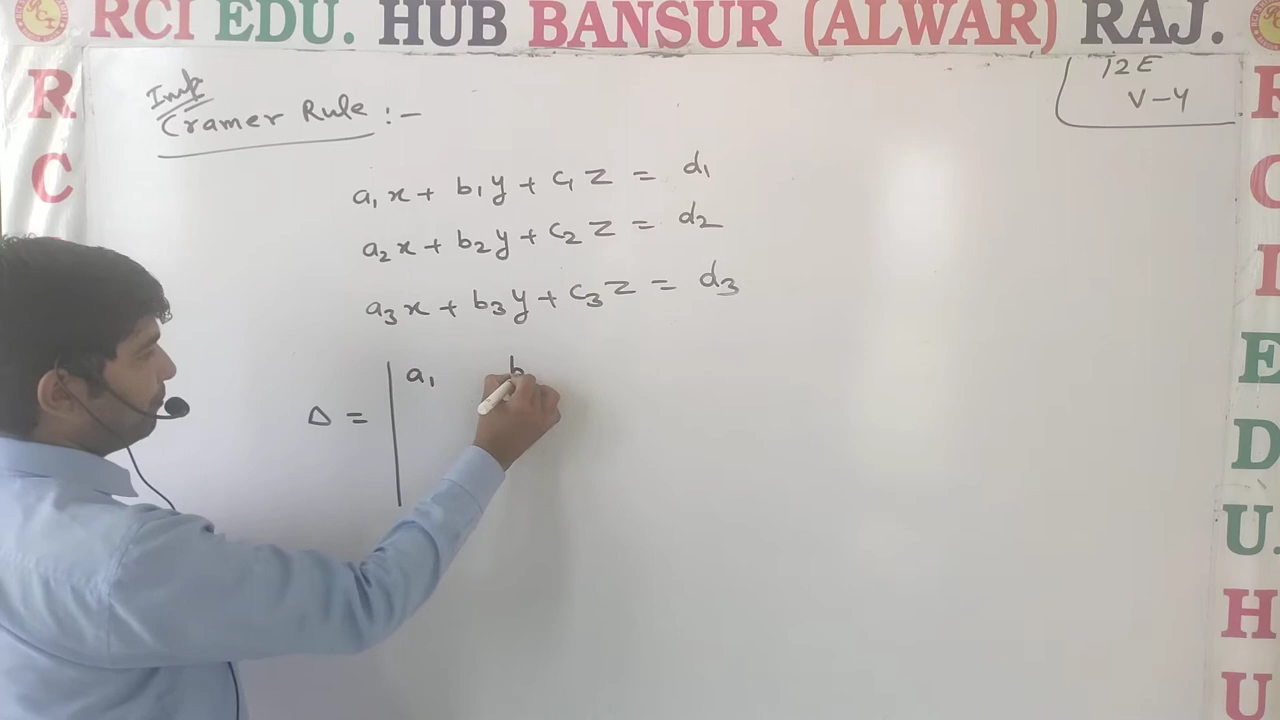 RCI EDU. HUB BANSUR (ALWAR) RAJ.
R
C
12E
V-4
Imp
Cramer Rule :-
a₁x + b₁y + c₁z = d₁
a₂x + b₂y + c₂z = d₂
a₃x + b₃y + c₃z = d₃
Δ = | a₁ b
R
C
I
E
D
U.
H
U